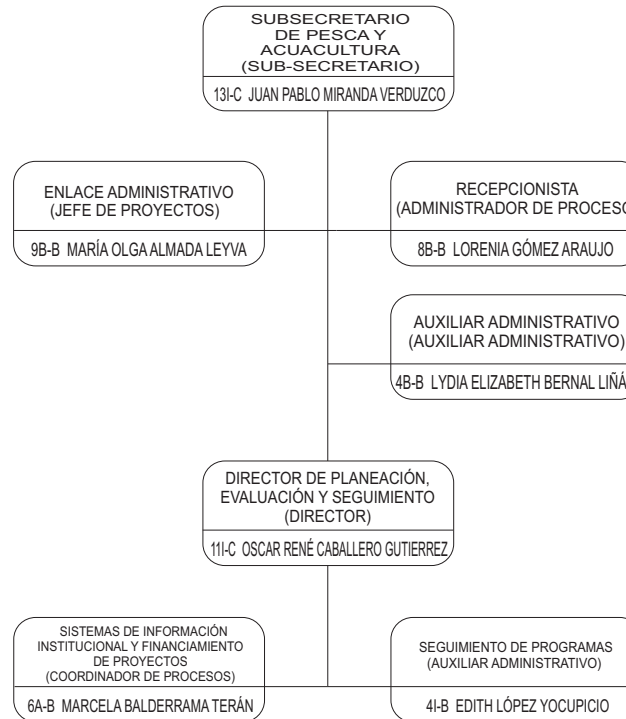 SUBSECRETARIO
DE PESCA Y
ACUACULTURA
(SUB-SECRETARIO)
13I-C JUAN PABLO MIRANDA VERDUZCO
ENLACE ADMINISTRATIVO
(JEFE DE PROYECTOS)
9B-B MARÍA OLGA ALMADA LEYVA
RECEPCIONISTA
(ADMINISTRADOR DE PROCESO
8B-B LORENIA GÓMEZ ARAUJO
AUXILIAR ADMINISTRATIVO
(AUXILIAR ADMINISTRATIVO)
4B-B LYDIA ELIZABETH BERNAL LIÑÁ
DIRECTOR DE PLANEACIÓN,
EVALUACIÓN Y SEGUIMIENTO
(DIRECTOR)
11I-C OSCAR RENÉ CABALLERO GUTIERREZ
SISTEMAS DE INFORMACIÓN
INSTITUCIONAL Y FINANCIAMIENTO
DE PROYECTOS
(COORDINADOR DE PROCESOS)
6A-B MARCELA BALDERRAMA TERÁN
SEGUIMIENTO DE PROGRAMAS
(AUXILIAR ADMINISTRATIVO)
4I-B EDITH LÓPEZ YOCUPICIO